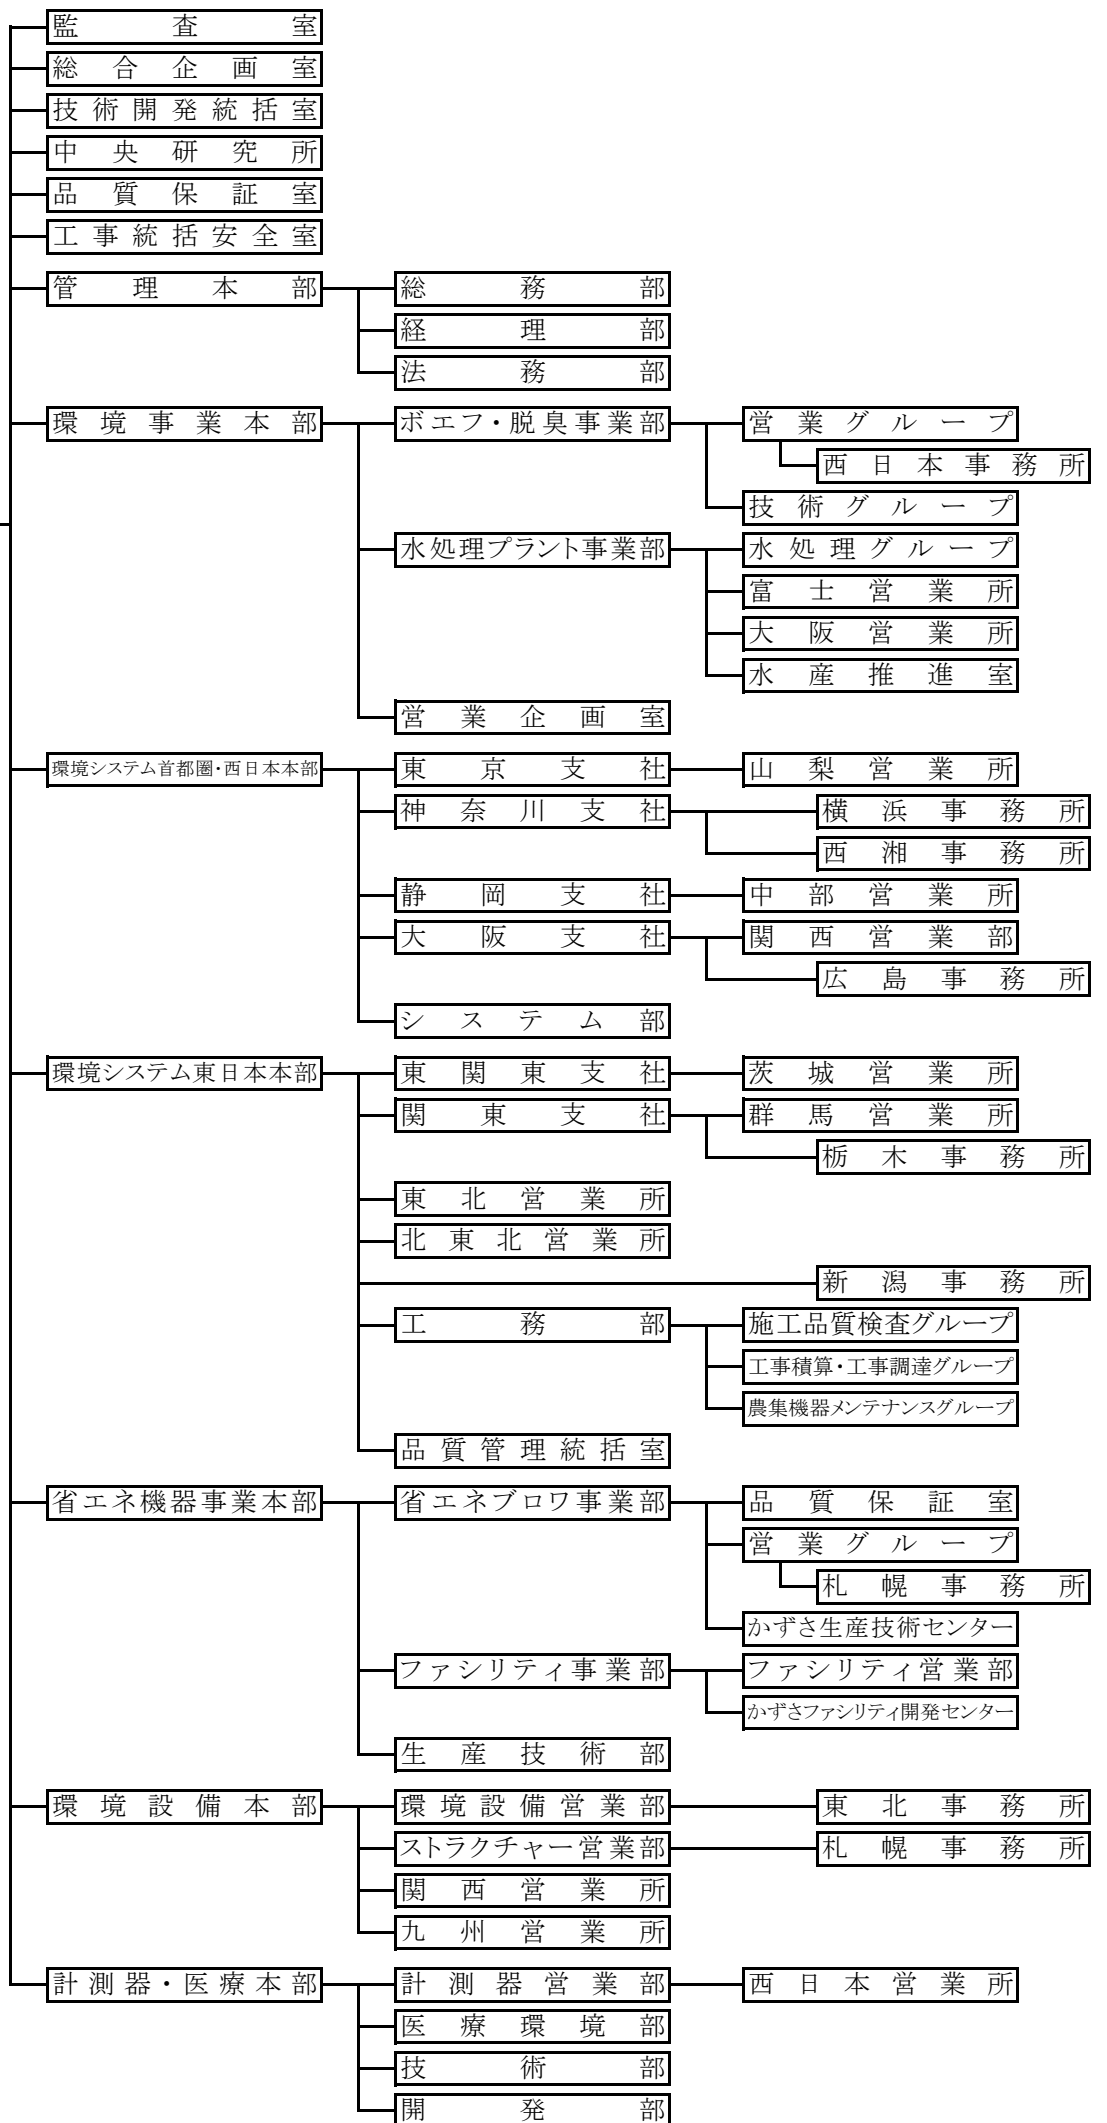 監査室
総合企画室
技術開発統括室
中央研究所
品質保証室
工事統括安全室
管理本部 総務部
経理部
法務部
環境事業本部 ボエフ・脱臭事業部 営業グループ
西日本事務所
技術グループ
水処理プラント事業部 水処理グループ
富士営業所
大阪営業所
水産推進室
営業企画室
環境システム首都圏・西日本本部 東京支社 山梨営業所
神奈川支社 横浜事務所
西湘事務所
静岡支社 中部営業所
大阪支社 関西営業部
広島事務所
システム部
環境システム東日本本部 東関東支社 茨城営業所
関東支社 群馬営業所
栃木事務所
東北営業所
北東北営業所
新潟事務所
工務部 施工品質検査グループ
工事積算・工事調達グループ
農集機器メンテナンスグループ
品質管理統括室
省エネ機器事業本部 省エネブロワ事業部 品質保証室
営業グループ
札幌事務所
かずさ生産技術センター
ファシリティ事業部 ファシリティ営業部
かずさファシリティ開発センター
生産技術部
環境設備本部 環境設備営業部 東北事務所
ストラクチャー営業部 札幌事務所
関西営業所
九州営業所
計測器・医療本部 計測器営業部 西日本営業所
医療環境部
技術部
開発部